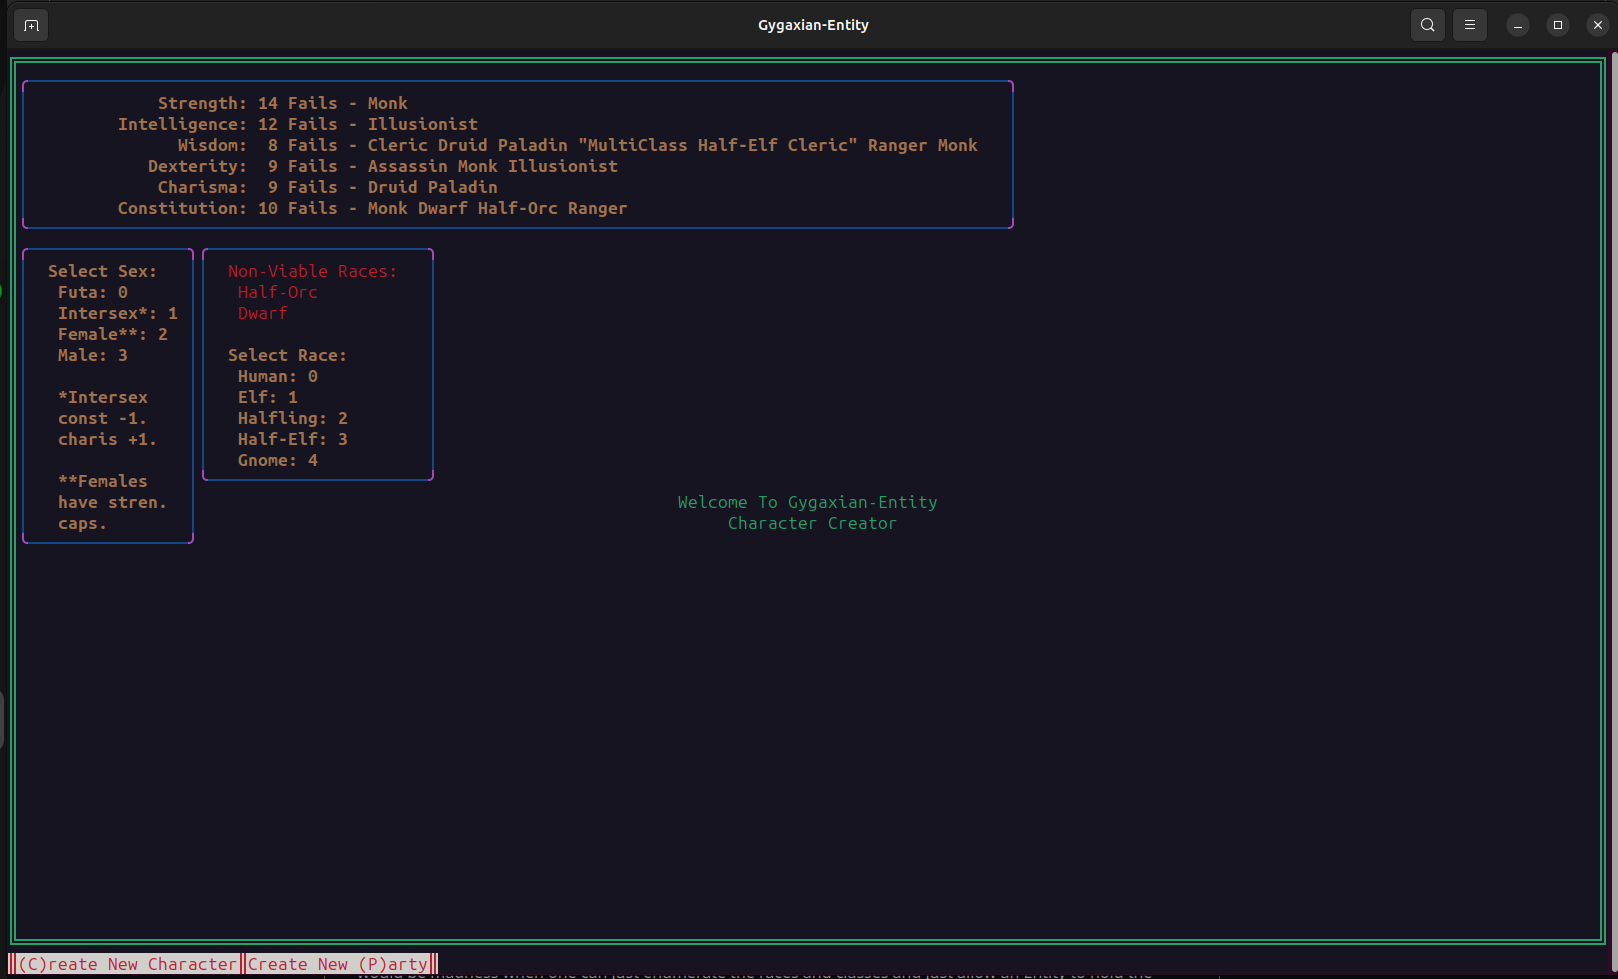 Gygaxian-Entity
Strength: 14 Fails - Monk
Intelligence: 12 Fails - Illusionist
Wisdom: 8 Fails - Cleric Druid Paladin "MultiClass Half-Elf Cleric" Ranger Monk
Dexterity: 9 Fails - Assassin Monk Illusionist
Charisma: 9 Fails - Druid Paladin
Constitution: 10 Fails - Monk Dwarf Half-Orc Ranger
Select Sex:
Futa: 0
Intersex*: 1
Female**: 2
Male: 3
*Intersex
const -1.
charis +1.
**Females
have stren.
caps.
Non-Viable Races:
Half-Orc
Dwarf
Select Race:
Human: 0
Elf: 1
Halfling: 2
Half-Elf: 3
Gnome: 4
Welcome To Gygaxian-Entity
Character Creator
(C)reate New Character Create New (P)arty